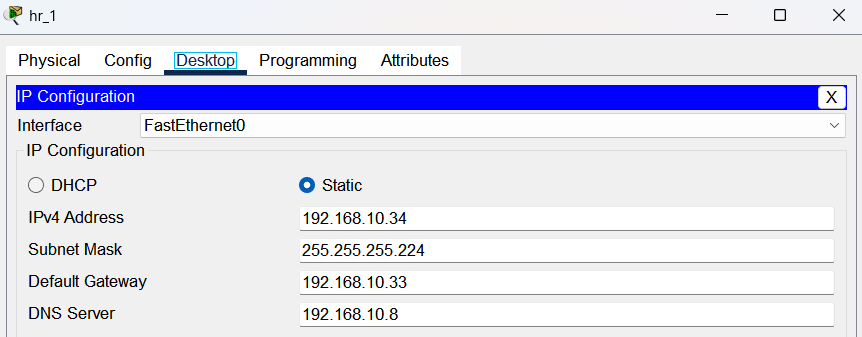 hr_1
Physical Config Desktop Programming Attributes
IP Configuration X
Interface FastEthernet0
IP Configuration
DHCP Static
IPv4 Address 192.168.10.34
Subnet Mask 255.255.255.224
Default Gateway 192.168.10.33
DNS Server 192.168.10.8